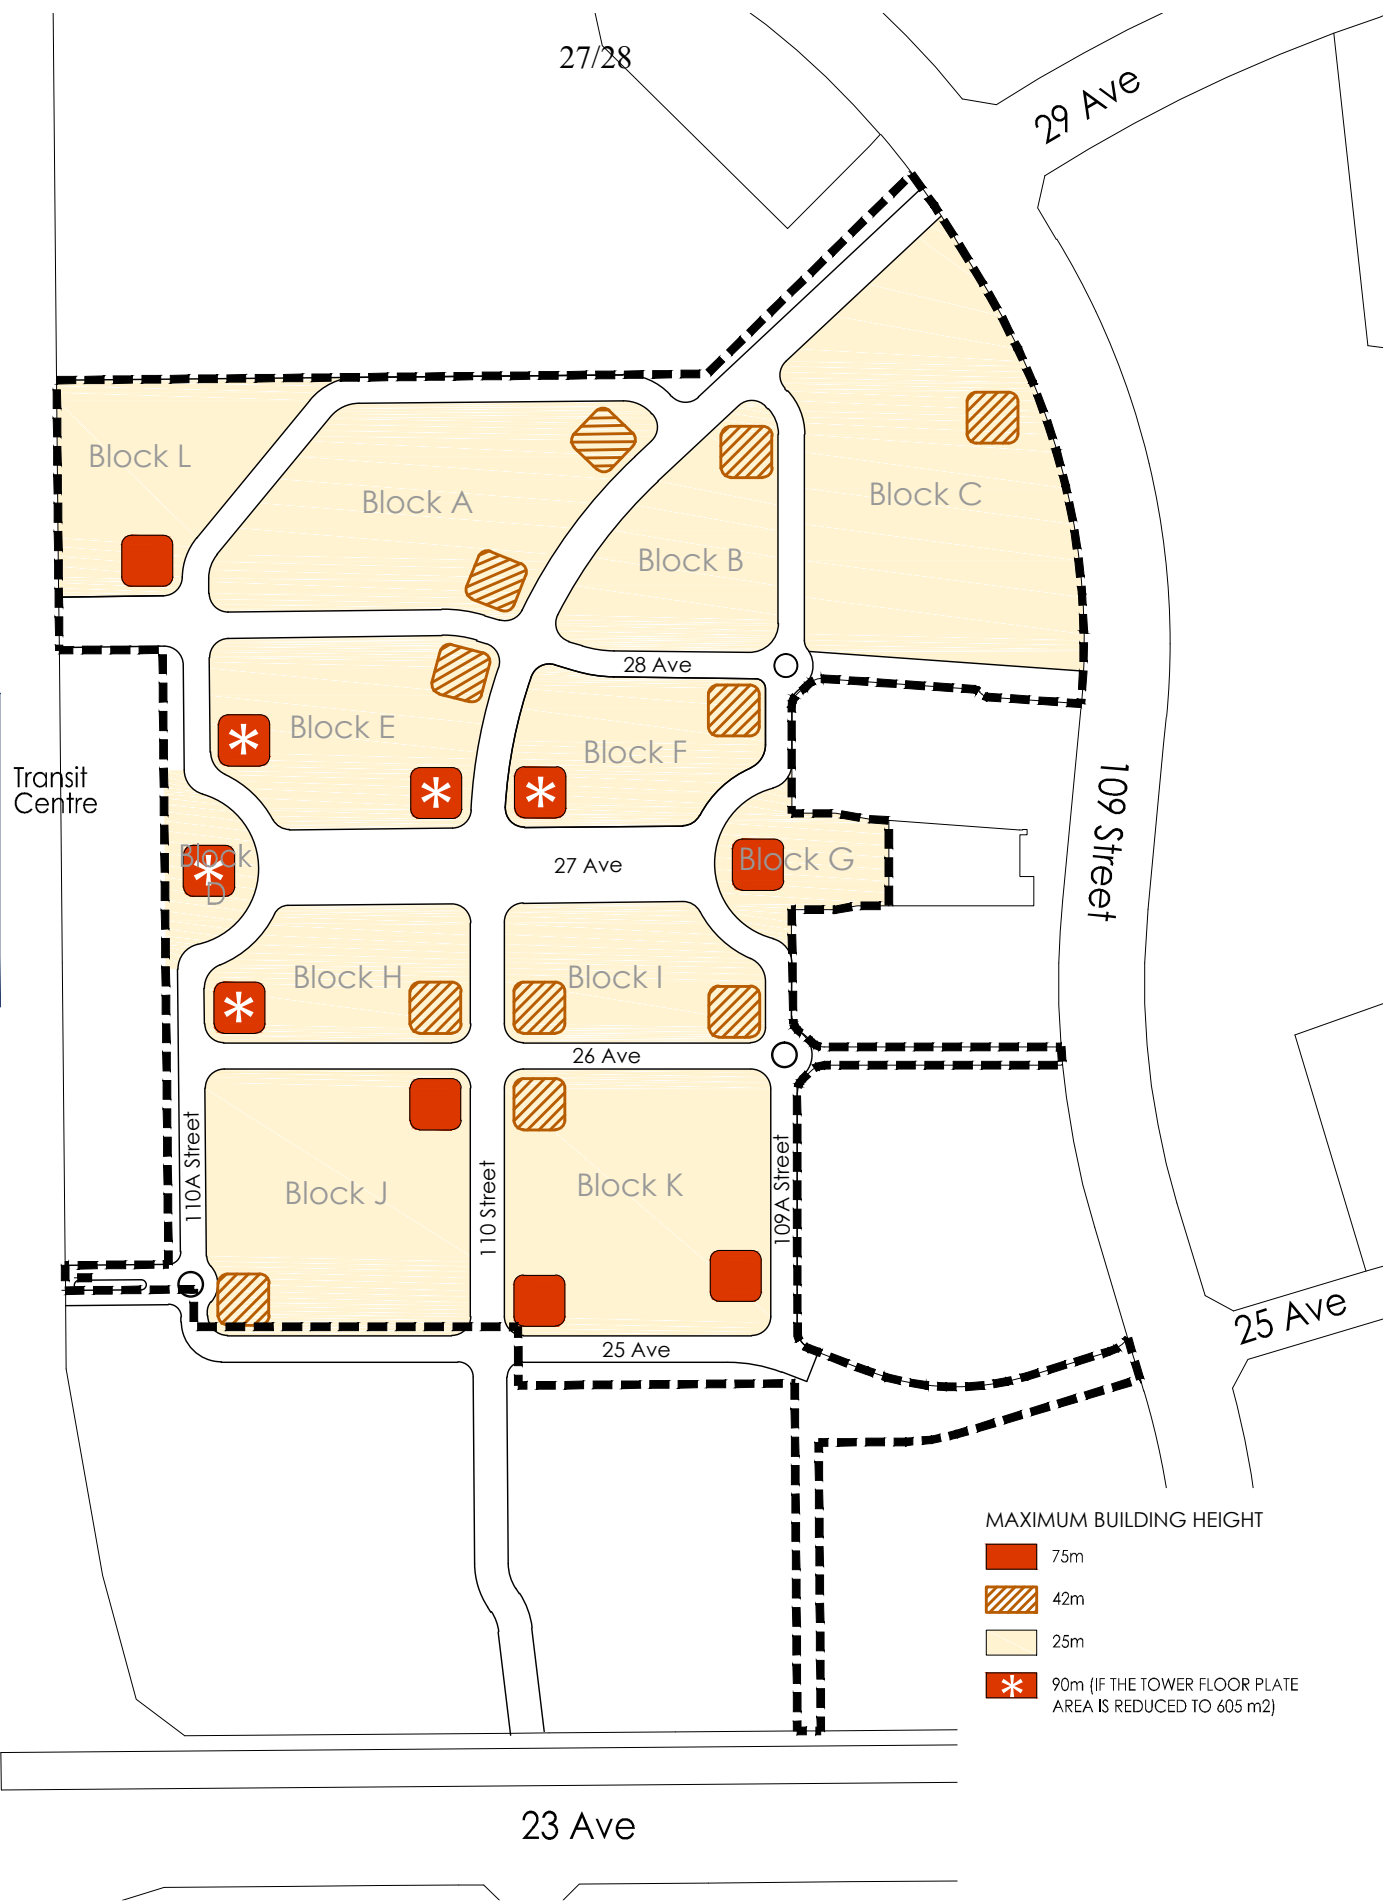 27/28
29 Ave
Block L
Block A
Block C
Block B
28 Ave
Block E
Block F
Transit
Centre
109 Street
*
*
*
Block
D
*
27 Ave
Block G
Block H
Block I
*
26 Ave
110A Street
110 Street
109A Street
Block J
Block K
25 Ave
25 Ave
MAXIMUM BUILDING HEIGHT
75m
42m
25m
* 90m (IF THE TOWER FLOOR PLATE
AREA IS REDUCED TO 605 m2)
23 Ave